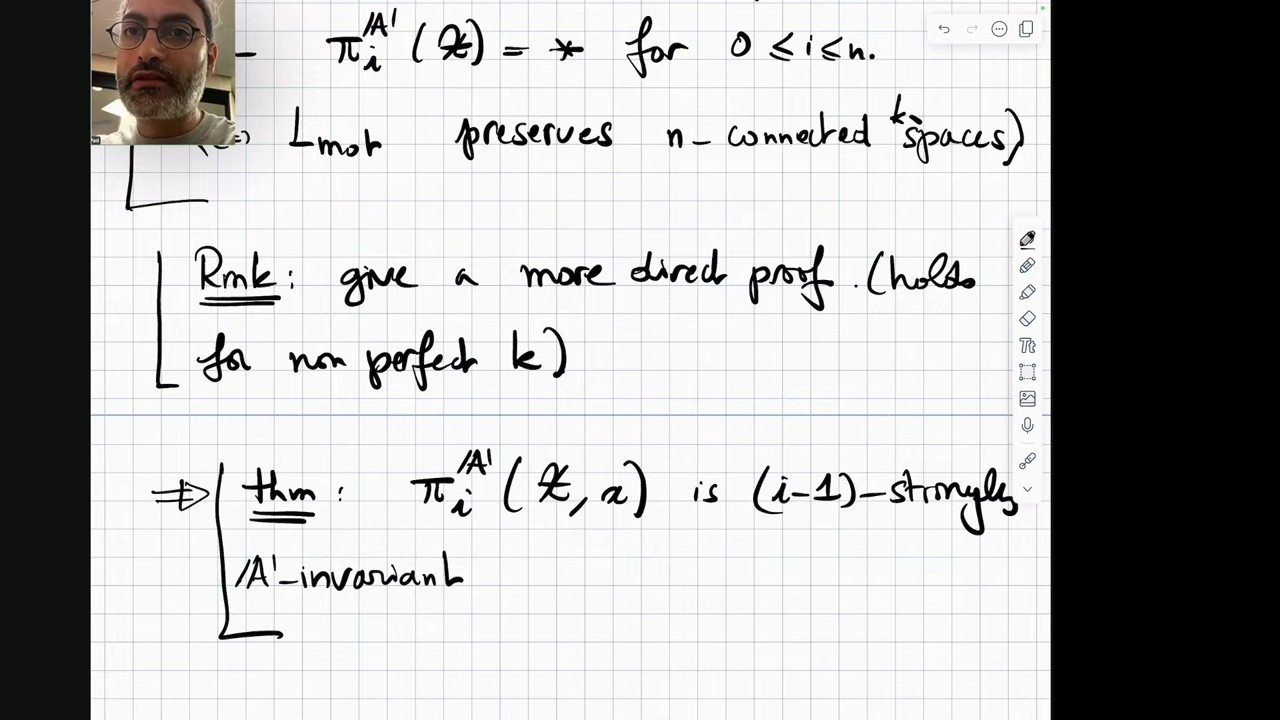 - π_i^{𝔸¹} (𝒳) = * for 0 ≤ i ≤ n.
L_mot preserves n-connected spaces)
Rmk: give a more direct proof. (holds
for non perfect k)
⇒ thm: π_i^{𝔸¹} (𝒳, x) is (i-1)-strongly
𝔸¹-invariant